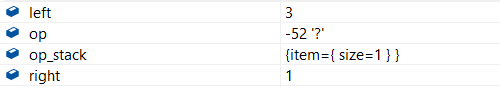 left 3
op -52 '?'
op_stack {item={ size=1 } }
right 1